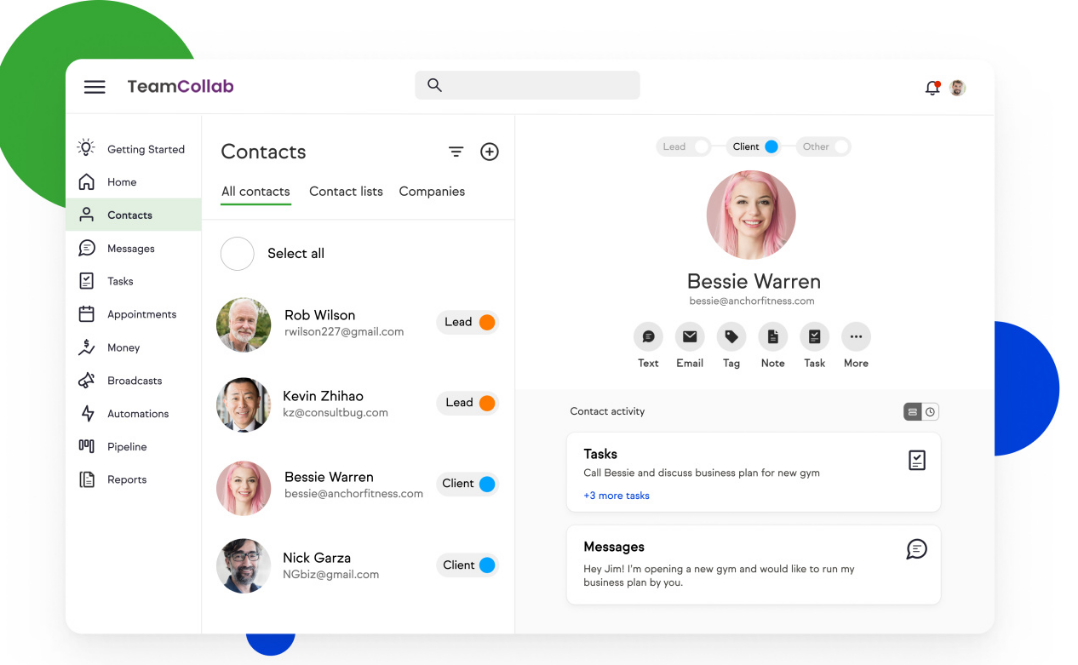 TeamCollab
Getting Started
Home
Contacts
Messages
Tasks
Appointments
Money
Broadcasts
Automations
Pipeline
Reports
Contacts
All contacts Contact lists Companies
Select all
Rob Wilson
rwilson227@gmail.com
Lead
Kevin Zhihao
kz@consultbug.com
Lead
Bessie Warren
bessie@anchorfitness.com
Client
Nick Garza
NGbiz@gmail.com
Client
Lead Client Other
Bessie Warren
bessie@anchorfitness.com
Text Email Tag Note Task More
Contact activity
Tasks
Call Bessie and discuss business plan for new gym
+3 more tasks
Messages
Hey Jim! I'm opening a new gym and would like to run my
business plan by you.